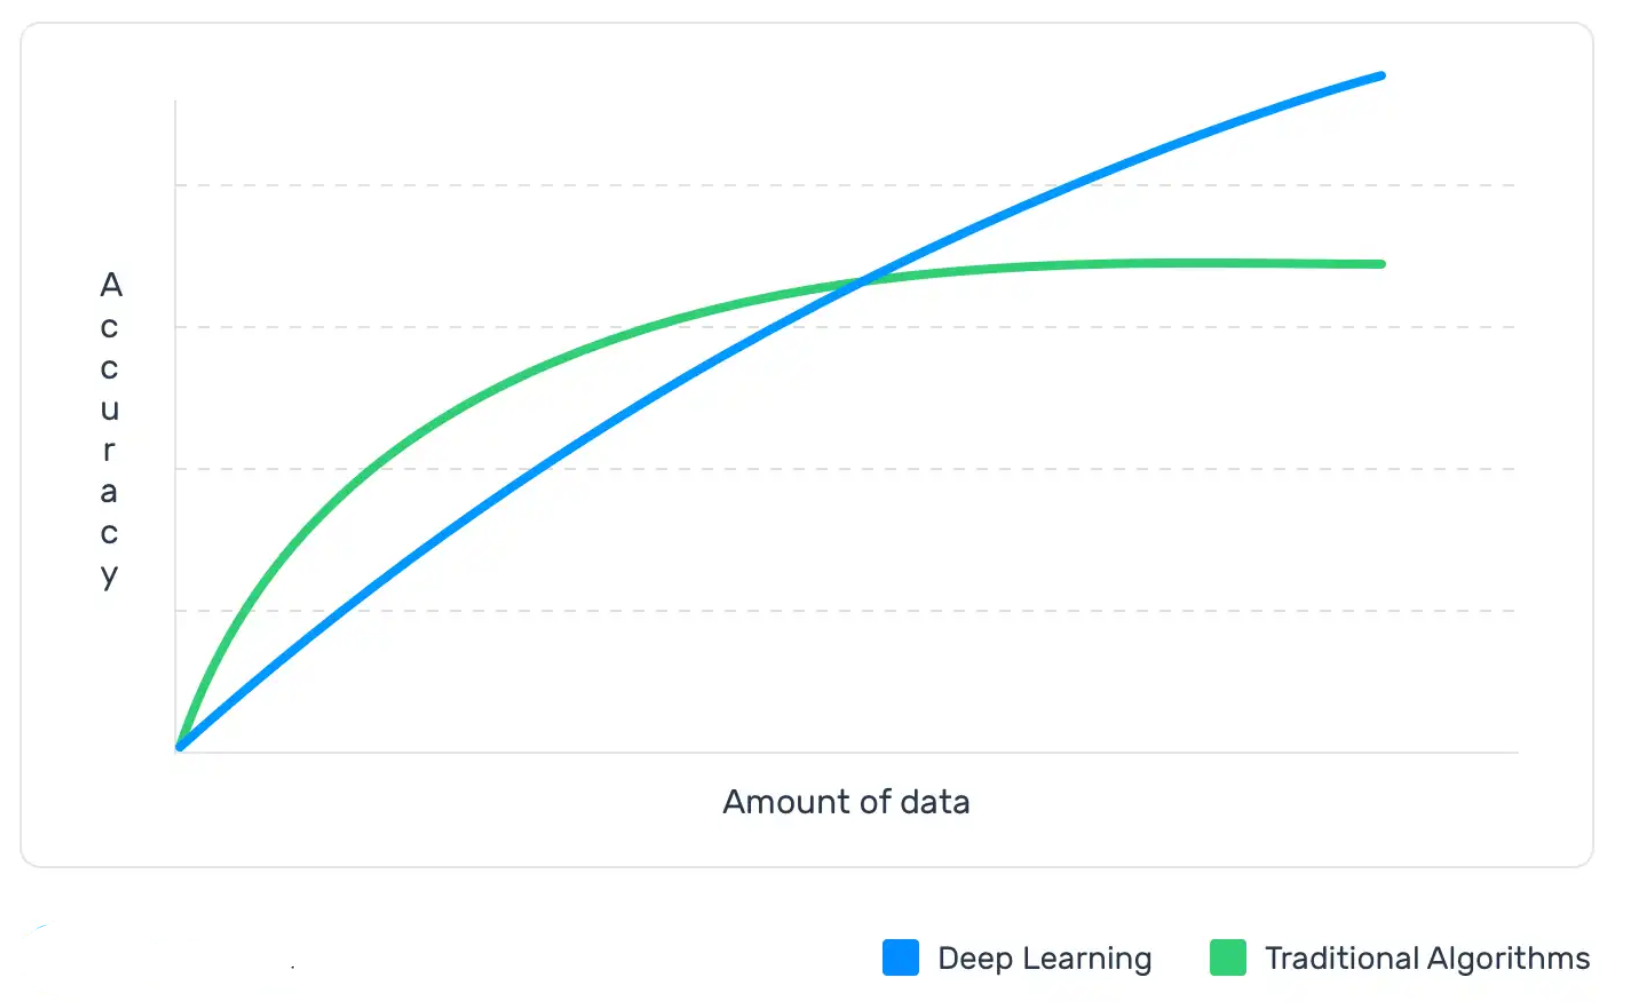 Accuracy
Amount of data
Deep Learning
Traditional Algorithms